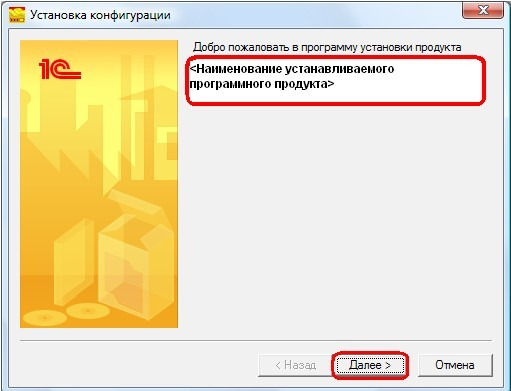 Установка конфигурации
1С
Добро пожаловать в программу установки продукта
<Наименование устанавливаемого
программного продукта>
< Назад
Далее >
Отмена